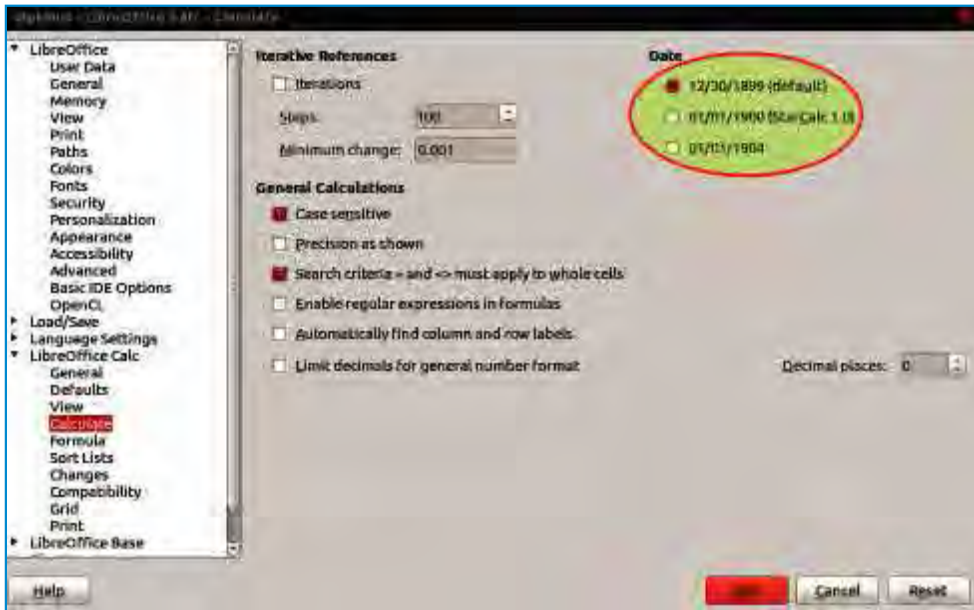 Options - LibreOffice Calc - Calculate
LibreOffice
User Data
General
Memory
View
Print
Paths
Colors
Fonts
Security
Personalization
Appearance
Accessibility
Advanced
Basic IDE Options
OpenCL
Load/Save
Language Settings
LibreOffice Calc
General
Defaults
View
Calculate
Formula
Sort Lists
Changes
Compatibility
Grid
Print
LibreOffice Base
Iterative References
Iterations
Steps: 100
Minimum change: 0.001
Date
12/30/1899 (default)
01/01/1900 (StarCalc 1.0)
01/01/1904
General Calculations
Case sensitive
Precision as shown
Search criteria = and <> must apply to whole cells
Enable regular expressions in formulas
Automatically find column and row labels
Limit decimals for general number format
Decimal places: 0
Help
Cancel
Reset